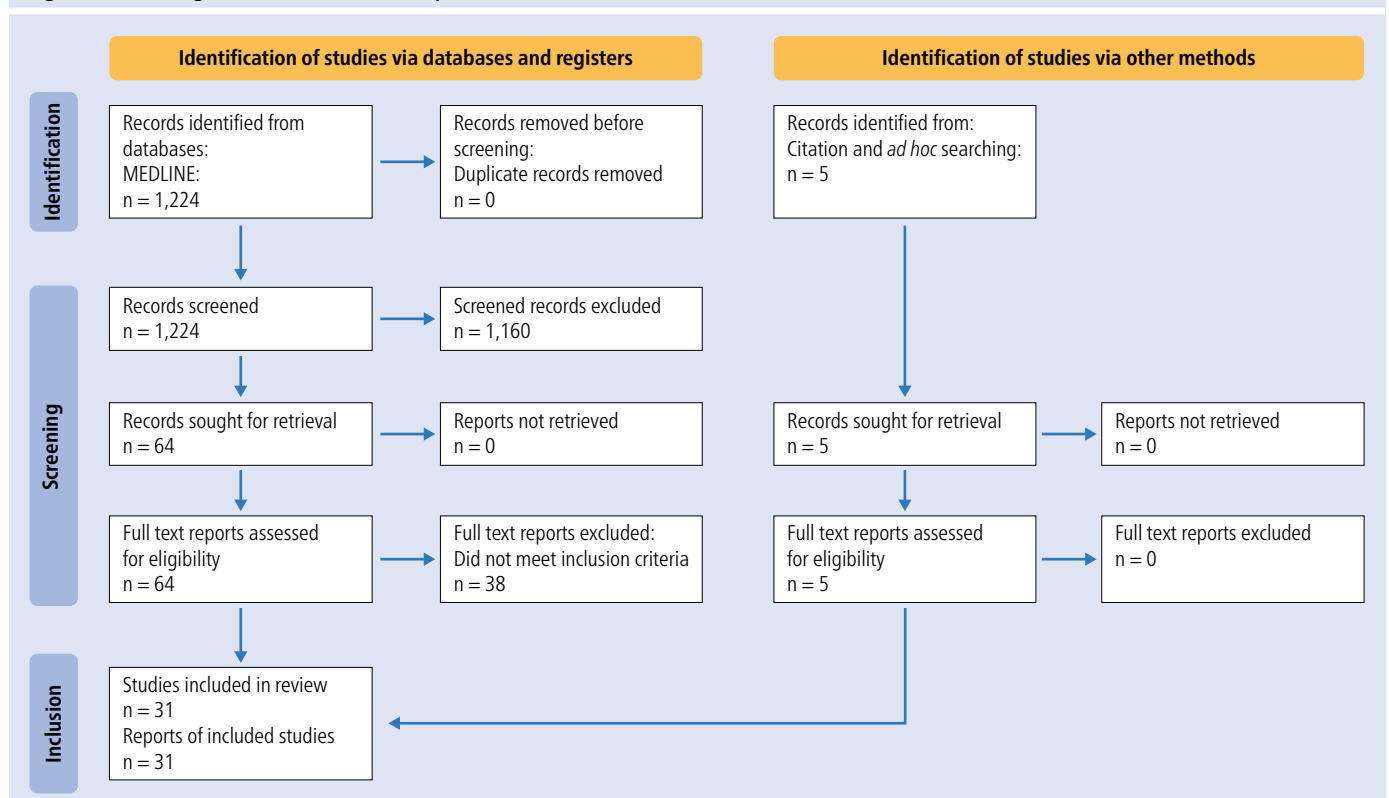 Identification of studies via databases and registers
Identification of studies via other methods
Identification
Records identified from
databases:
MEDLINE:
n = 1,224
Records removed before
screening:
Duplicate records removed
n = 0
Records identified from:
Citation and ad hoc searching:
n = 5
Screening
Records screened
n = 1,224
Screened records excluded
n = 1,160
Records sought for retrieval
n = 64
Reports not retrieved
n = 0
Records sought for retrieval
n = 5
Reports not retrieved
n = 0
Full text reports assessed
for eligibility
n = 64
Full text reports excluded:
Did not meet inclusion criteria
n = 38
Full text reports assessed
for eligibility
n = 5
Full text reports excluded
n = 0
Inclusion
Studies included in review
n = 31
Reports of included studies
n = 31